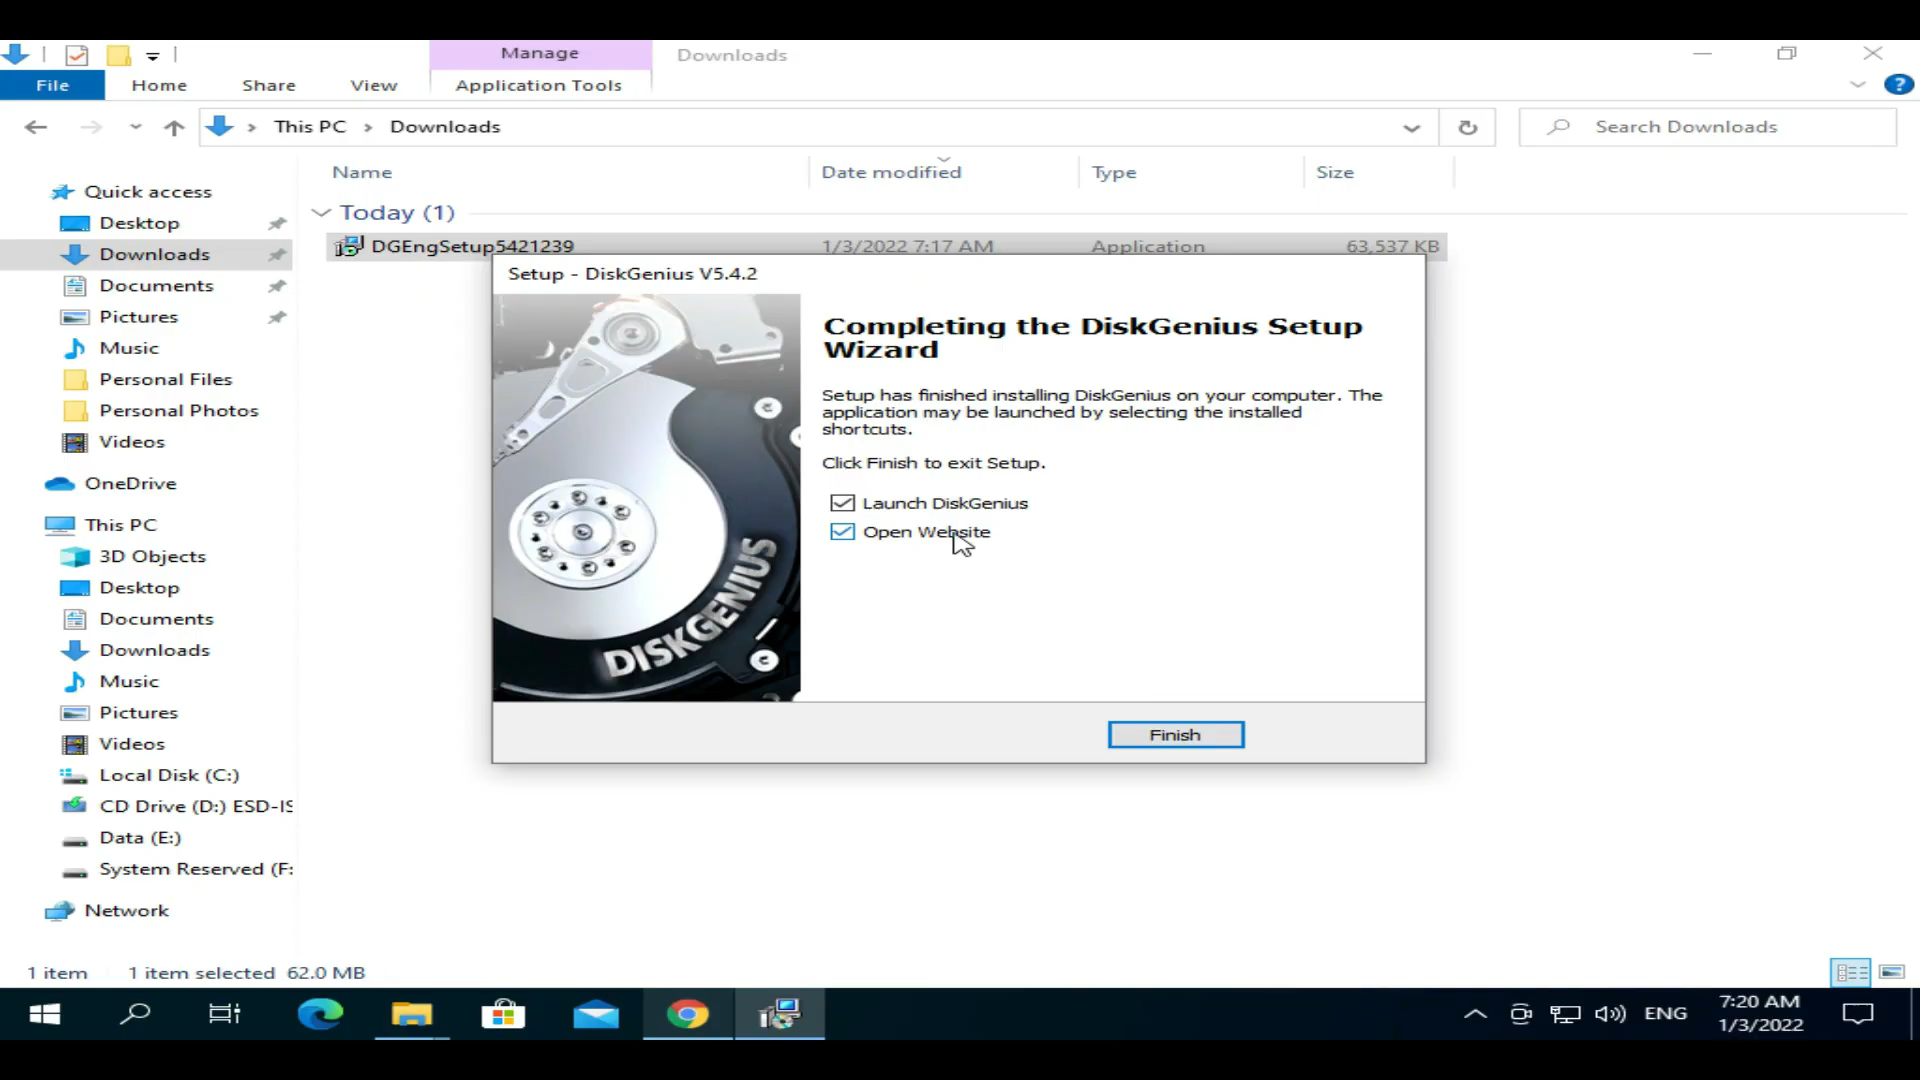 Manage
Downloads
File
Home
Share
View
Application Tools
?
This PC
Downloads
Search Downloads
Name
Date modified
Type
Size
Quick access
Desktop
Downloads
Documents
Pictures
Music
Personal Files
Personal Photos
Videos
OneDrive
This PC
3D Objects
Desktop
Documents
Downloads
Music
Pictures
Videos
Local Disk (C:)
CD Drive (D:) ESD-IS
Data (E:)
System Reserved (F:
Network
Today (1)
DGEngSetup5421239
1/3/2022 7:17 AM
Application
63,537 KB
Setup - DiskGenius V5.4.2
DISKGENIUS
Completing the DiskGenius Setup
Wizard
Setup has finished installing DiskGenius on your computer. The
application may be launched by selecting the installed
shortcuts.
Click Finish to exit Setup.
Launch DiskGenius
Open Website
Finish
1 item
1 item selected 62.0 MB
ENG
7:20 AM
1/3/2022